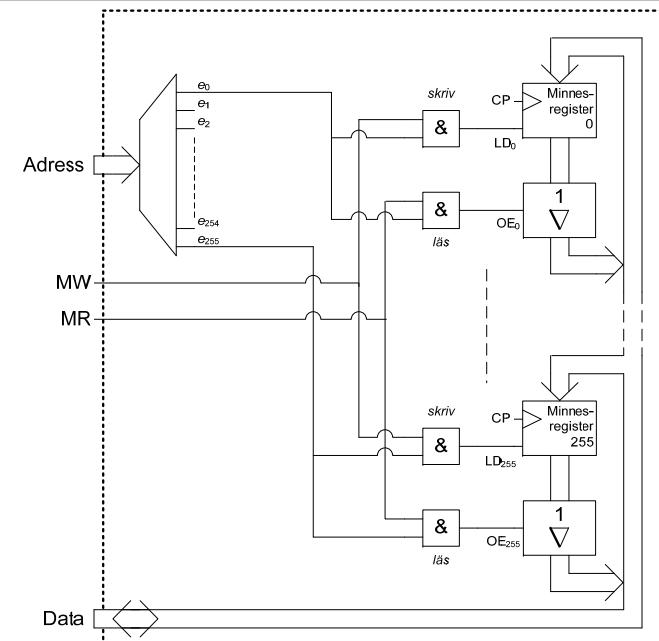 e0
e1
e2
Adress
e254
e255
MW
MR
skriv
&
CP
Minnes-
register
0
LD0
&
läs
OE0
1
skriv
&
CP
Minnes-
register
255
LD255
&
läs
OE255
1
Data